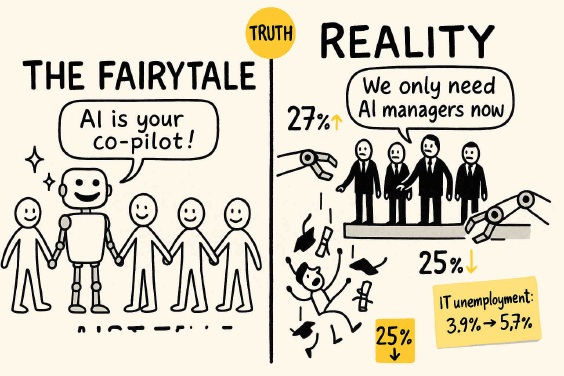 TRUTH
THE FAIRYTALE
AI is your
co-pilot!
REALITY
We only need
AI managers now
27%↑
25%↓
IT unemployment:
3.9% → 5,7%
25%
↓